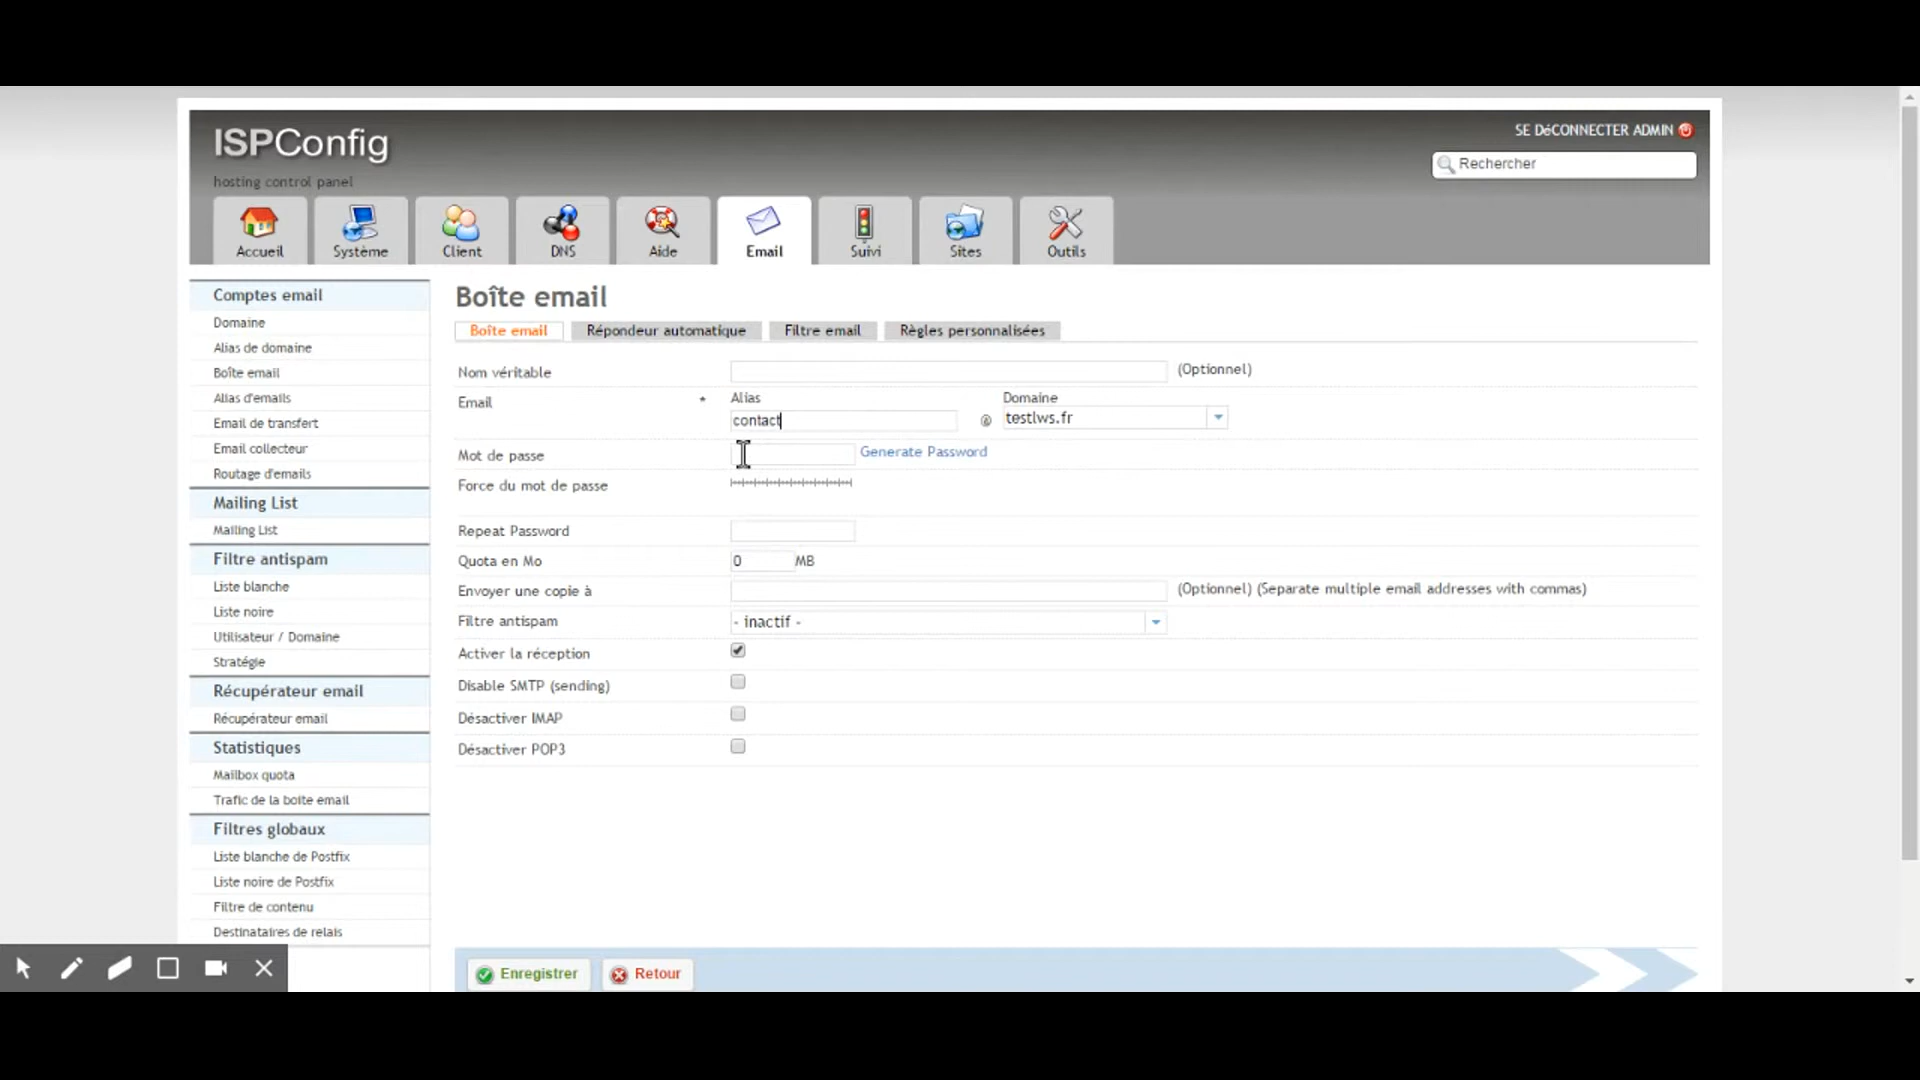 ISPConfig
hosting control panel
SE DéCONNECTER ADMIN
Rechercher
Accueil
Système
Client
DNS
Aide
Email
Suivi
Sites
Outils
Comptes email
Domaine
Alias de domaine
Boîte email
Alias d'emails
Email de transfert
Email collecteur
Routage d'emails
Mailing List
Mailing List
Filtre antispam
Liste blanche
Liste noire
Utilisateur / Domaine
Stratégie
Récupérateur email
Récupérateur email
Statistiques
Mailbox quota
Trafic de la boite email
Filtres globaux
Liste blanche de Postfix
Liste noire de Postfix
Filtre de contenu
Destinataires de relais
Boîte email
Boîte email
Répondeur automatique
Filtre email
Règles personnalisées
Nom véritable (Optionnel)
Email * Alias Domaine
contact @ testlws.fr
Mot de passe Generate Password
Force du mot de passe
Repeat Password
Quota en Mo 0 MB
Envoyer une copie à (Optionnel) (Separate multiple email addresses with commas)
Filtre antispam - inactif -
Activer la réception
Disable SMTP (sending)
Désactiver IMAP
Désactiver POP3
Enregistrer
Retour